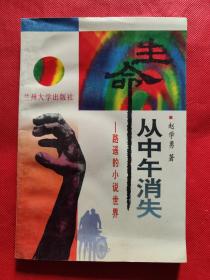 生命
从中午消失
——路遥的小说世界
赵学勇 著
兰州大学出版社